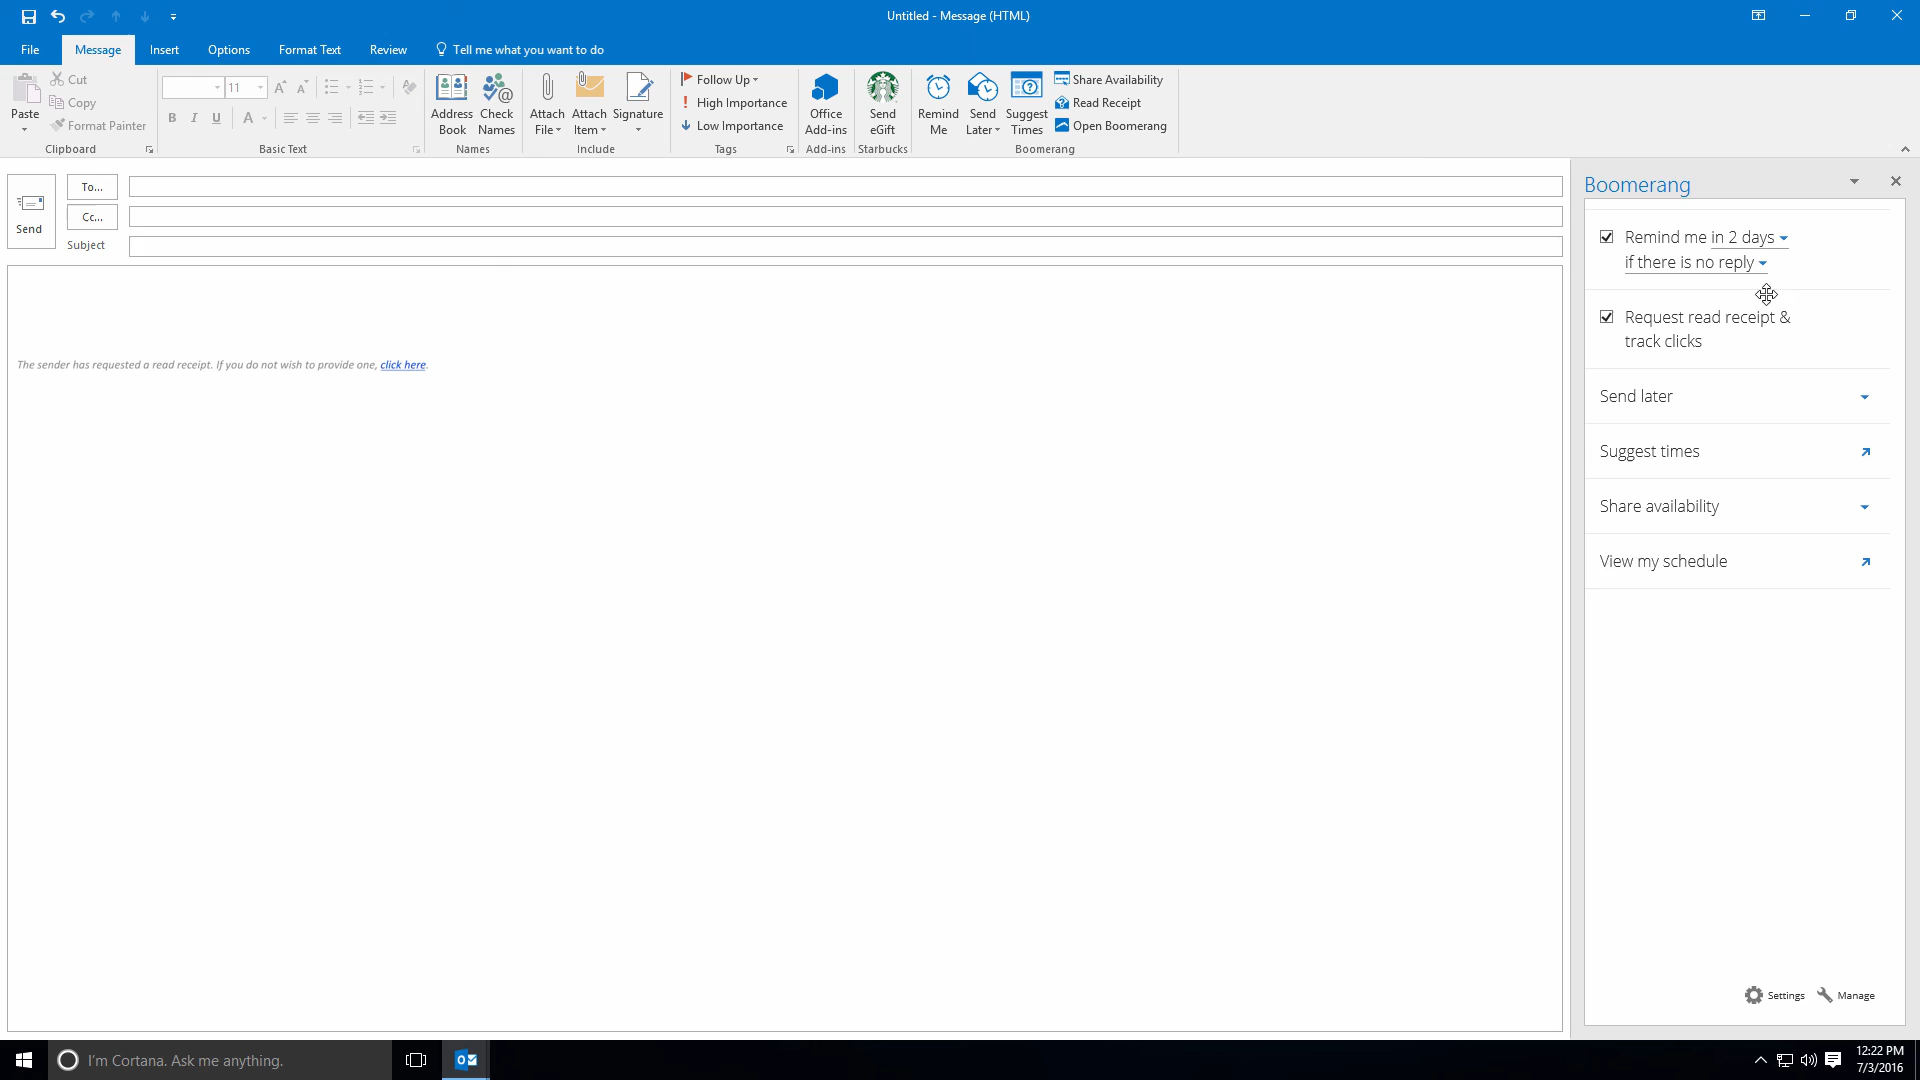 Untitled - Message (HTML)
File Message Insert Options Format Text Review Tell me what you want to do
Paste
Cut
Copy
Format Painter
Clipboard
11
B I U A
Basic Text
Address Book
Check Names
Names
Attach File
Attach Item
Signature
Include
Follow Up
High Importance
Low Importance
Tags
Office Add-ins
Add-ins
Send eGift
Starbucks
Remind Me
Send Later
Suggest Times
Share Availability
Read Receipt
Open Boomerang
Boomerang
Send
To...
Cc...
Subject
The sender has requested a read receipt. If you do not wish to provide one, click here.
Boomerang
Remind me in 2 days
if there is no reply
Request read receipt &
track clicks
Send later
Suggest times
Share availability
View my schedule
Settings Manage
I'm Cortana. Ask me anything.
12:22 PM
7/3/2016